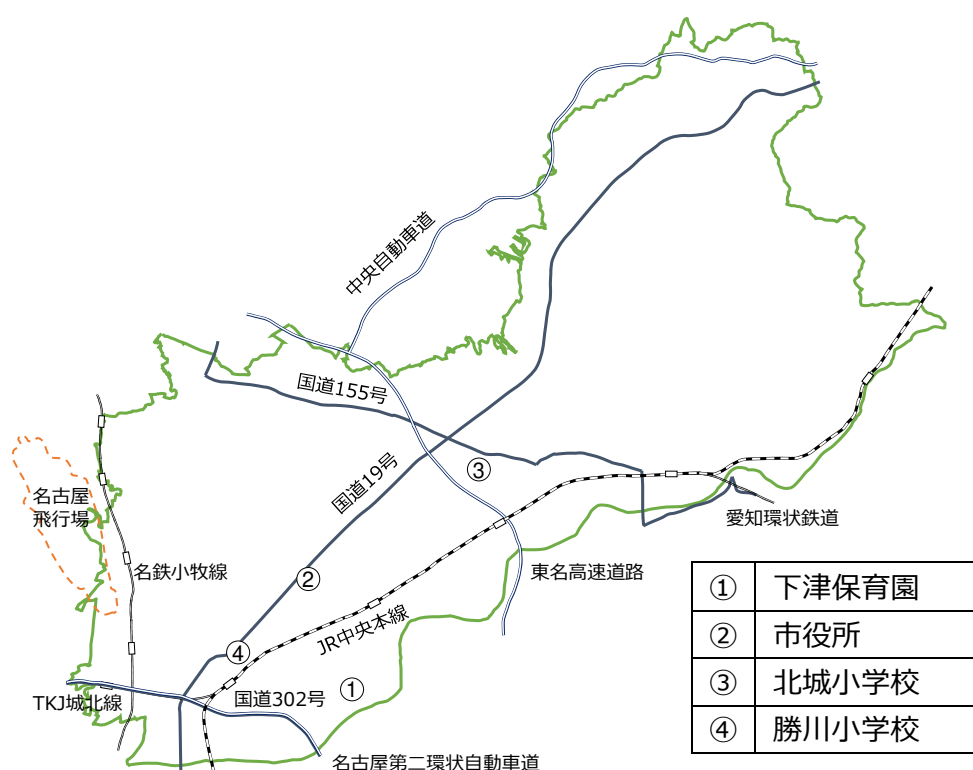 中央自動車道
国道155号
③
国道19号
名古屋
飛行場
愛知環状鉄道
名鉄小牧線
②
東名高速道路
JR中央本線
④
①
TKJ城北線
国道302号
名古屋第二環状自動車道
① 下津保育園
② 市役所
③ 北城小学校
④ 勝川小学校